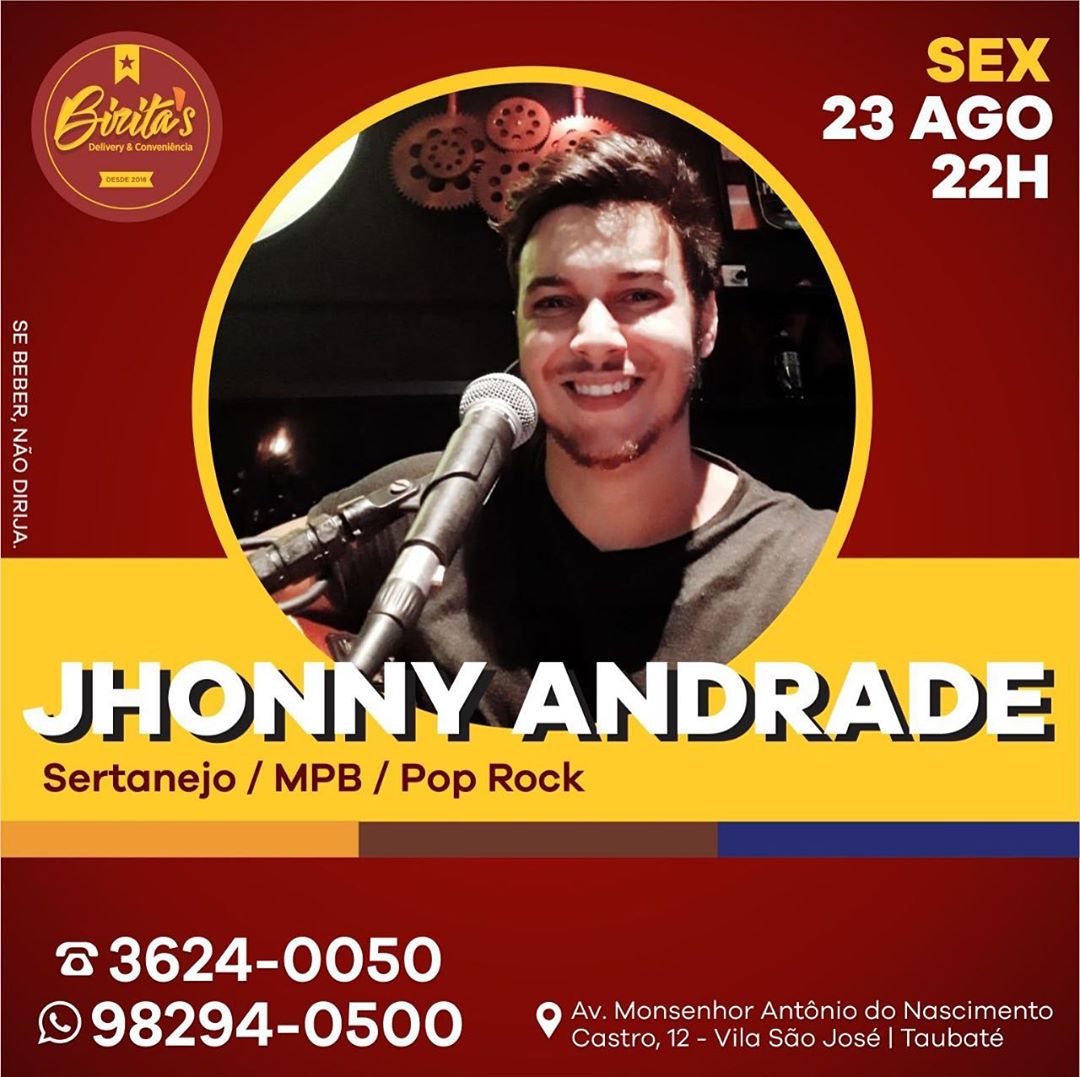 Birita's
Delivery & Conveniência
DESDE 2018
SEX
23 AGO
22H
SE BEBER, NÃO DIRIJA.
JHONNY ANDRADE
Sertanejo / MPB / Pop Rock
3624-0050
98294-0500
Av. Monsenhor Antônio do Nascimento
Castro, 12 - Vila São José | Taubaté